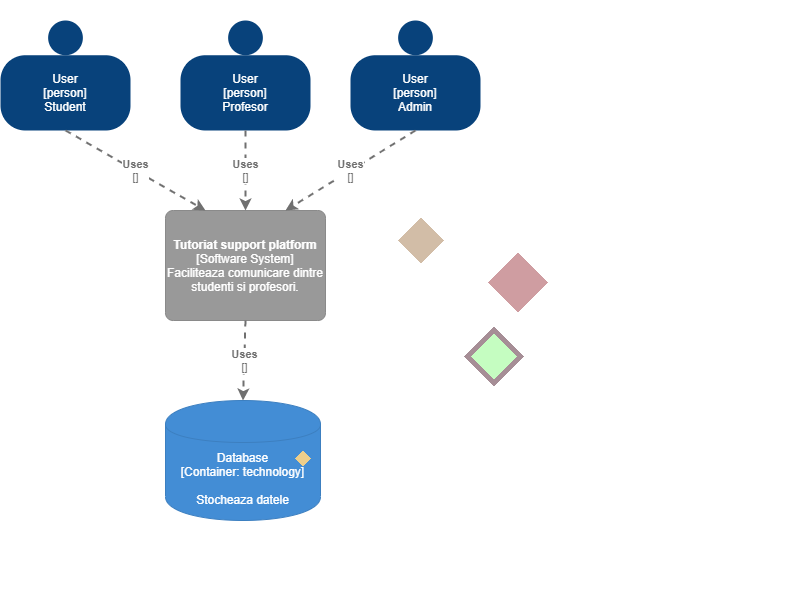 User
[person]
Student
User
[person]
Profesor
User
[person]
Admin
Uses
[]
Uses
[]
Uses
[]
Tutoriat support platform
[Software System]
Faciliteaza comunicare dintre
studenti si profesori.
Uses
[]
Database
[Container: technology]
Stocheaza datele